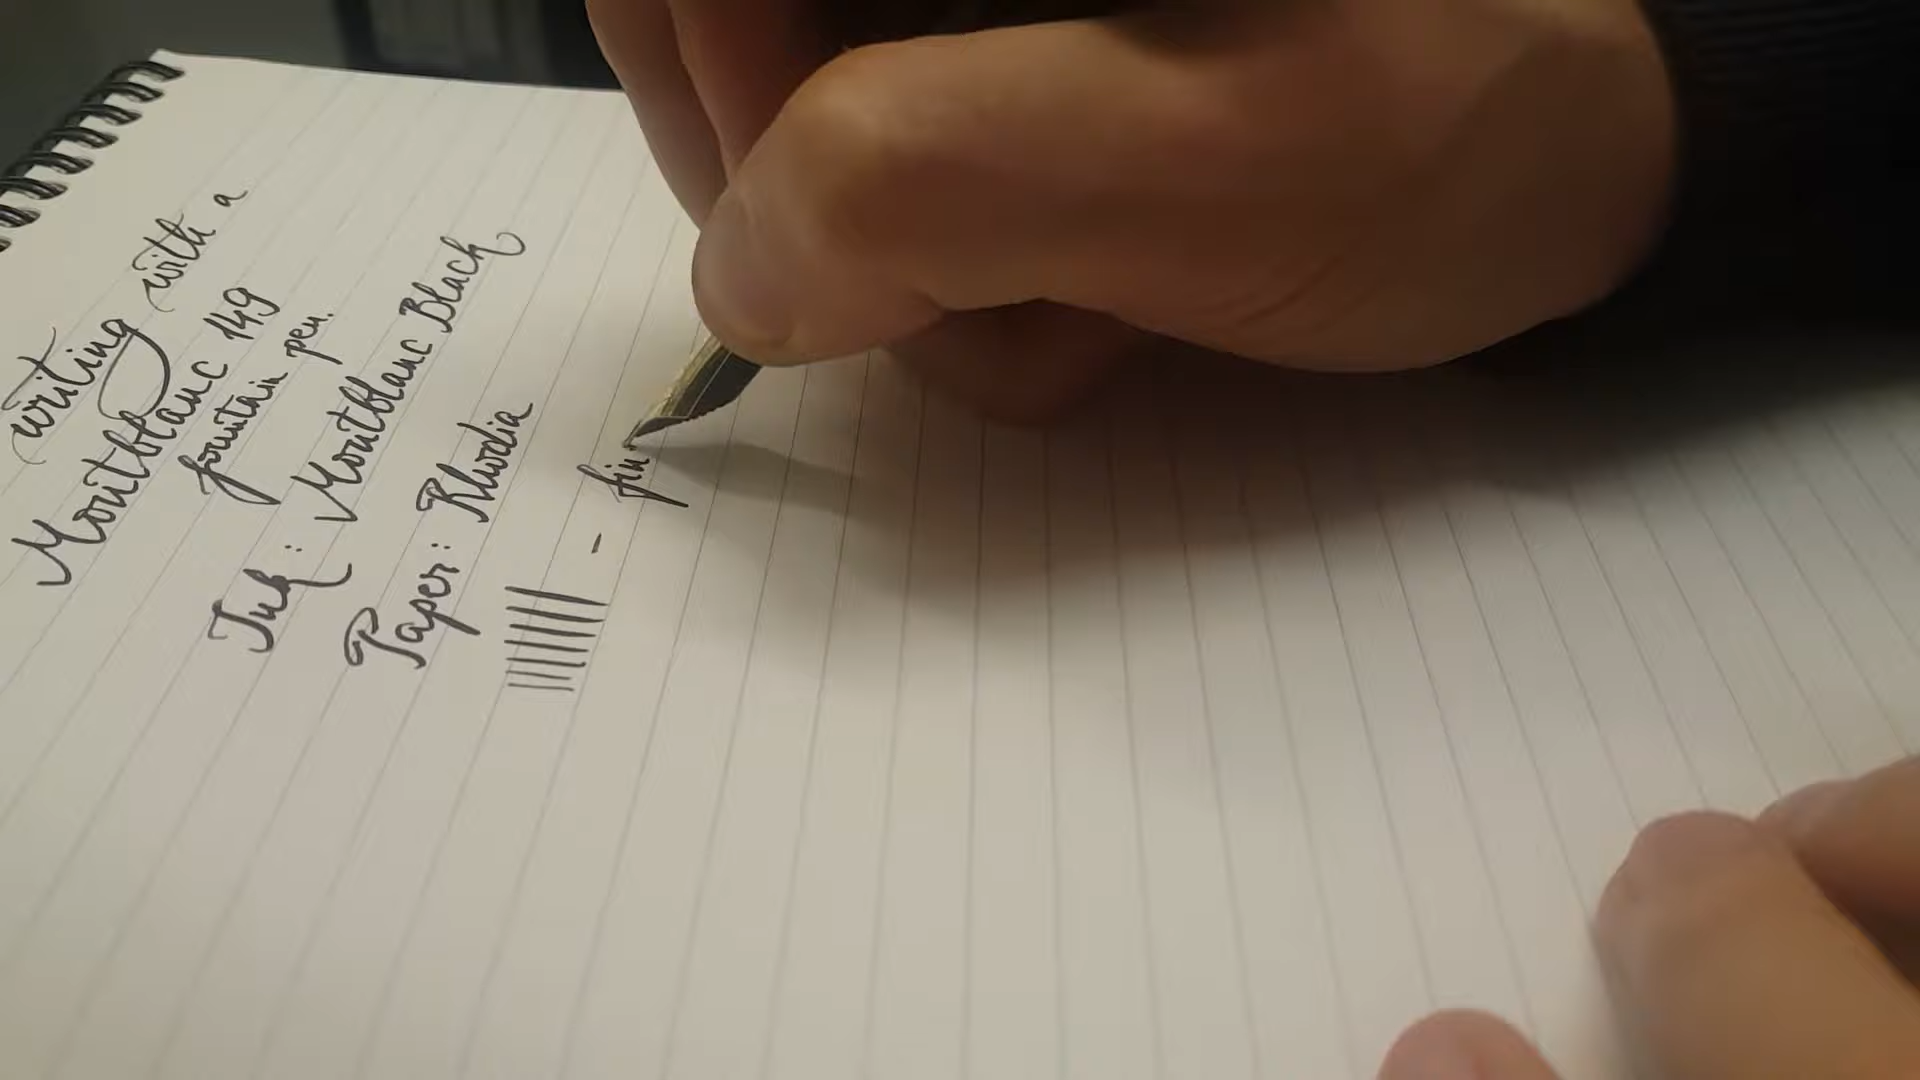 writing with a
Montblanc 149
fountain pen.
Ink: Montblanc Black
Paper: Rhodia
- fin